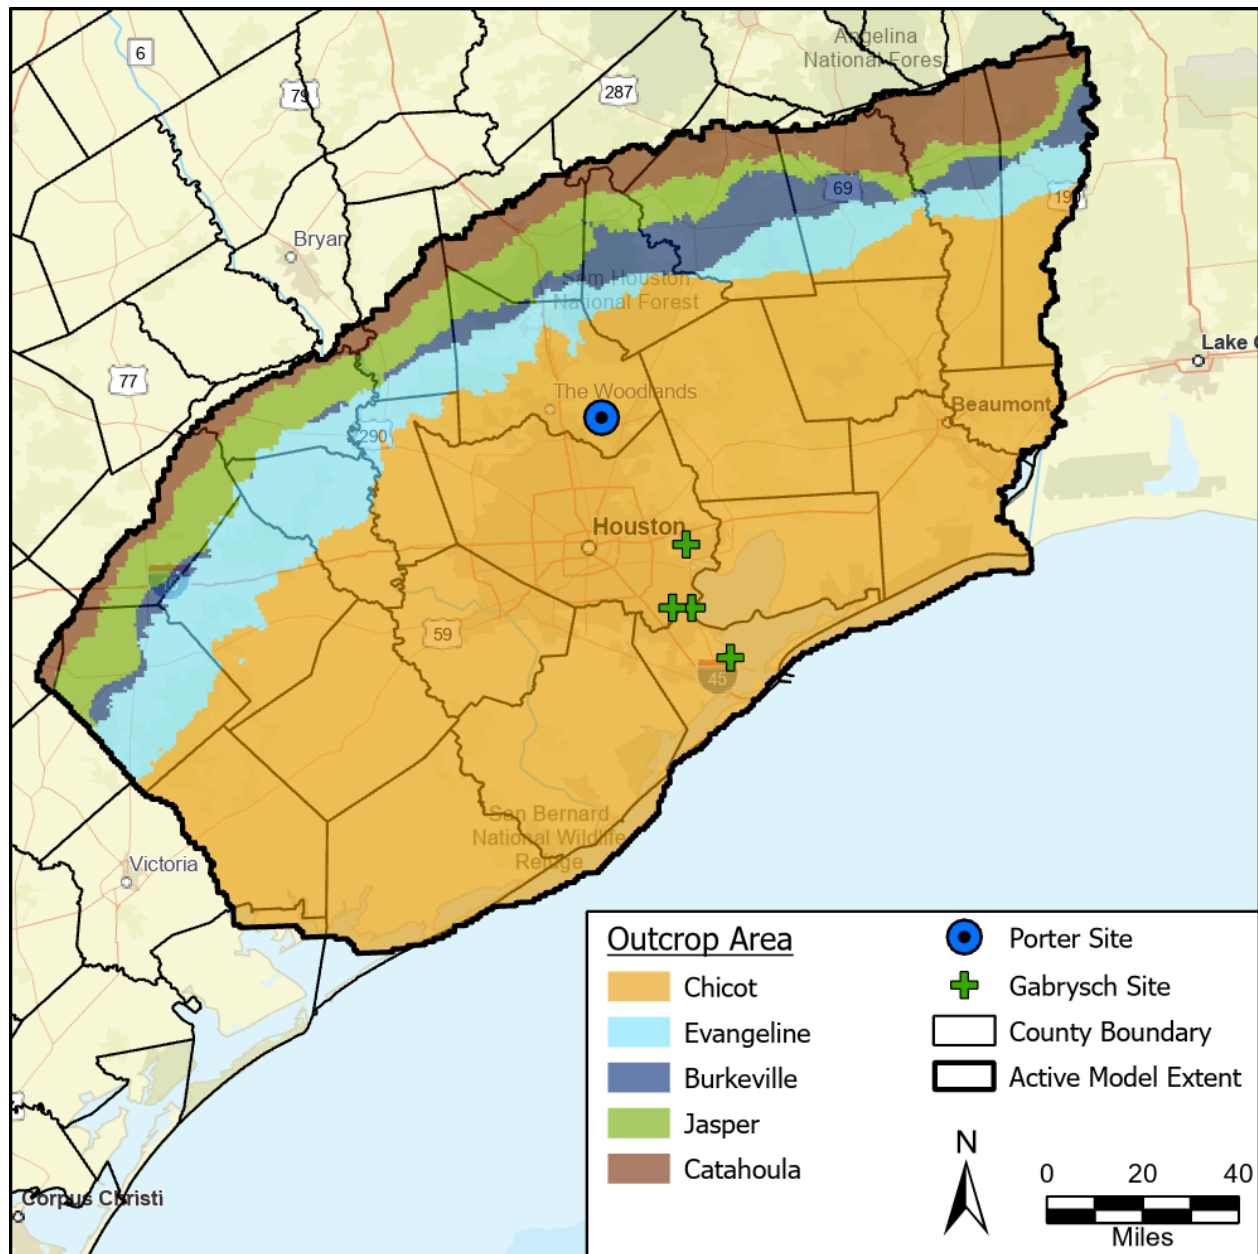 Angelina
National Forest
6
79
287
69
190
Bryan
Sam Houston
National Forest
77
Lake C
The Woodlands
Beaumont
290
Houston
59
45
San Bernard
National Wildlife
Refuge
Victoria
Corpus Christi
Outcrop Area
Chicot
Evangeline
Burkeville
Jasper
Catahoula
Porter Site
Gabrysch Site
County Boundary
Active Model Extent
N
0 20 40
Miles